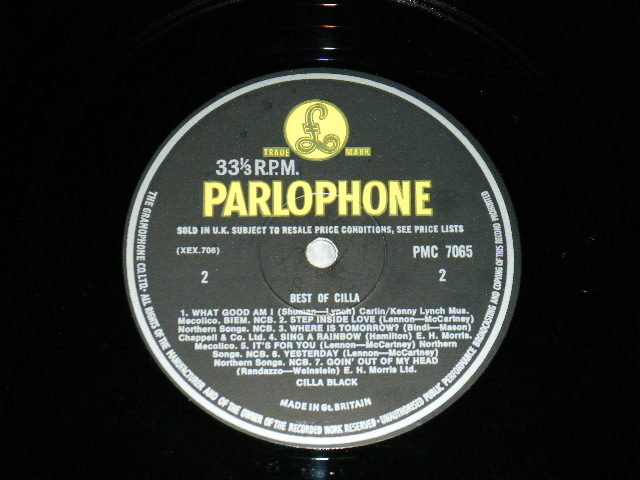 TRADE MARK
33⅓ R.P.M.
PARLOPHONE
SOLD IN U.K. SUBJECT TO RESALE PRICE CONDITIONS, SEE PRICE LISTS
(XEX.706)
PMC 7065
2
2
BEST OF CILLA
1. WHAT GOOD AM I (Shuman—Lynch) Carlin/Kenny Lynch Mus.
Mecolico. BIEM. NCB. 2. STEP INSIDE LOVE (Lennon—McCartney)
Northern Songs. NCB. 3. WHERE IS TOMORROW? (Bindi—Mason)
Chappell & Co. Ltd. 4. SING A RAINBOW (Hamilton) E. H. Morris.
Mecolico. 5. IT'S FOR YOU (Lennon—McCartney) Northern
Songs. NCB. 6. YESTERDAY (Lennon—McCartney)
Northern Songs. NCB. 7. GOIN' OUT OF MY HEAD
(Randazzo—Weinstein) E. H. Morris Ltd.
CILLA BLACK
MADE IN Gt. BRITAIN
THE GRAMOPHONE CO. LTD.· ALL RIGHTS OF THE MANUFACTURER AND OF THE OWNER OF THE RECORDED WORK RESERVED · UNAUTHORISED PUBLIC PERFORMANCE BROADCASTING AND COPYING OF THIS RECORD PROHIBITED